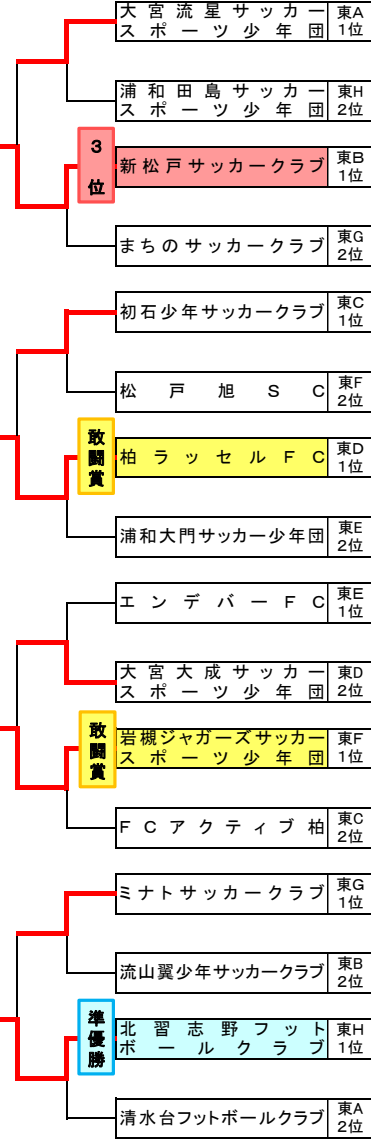 大宮流星サッカー
スポーツ少年団
東A
1位
浦和田島サッカー
スポーツ少年団
東H
2位
3位
新松戸サッカークラブ
東B
1位
まちのサッカークラブ
東G
2位
初石少年サッカークラブ
東C
1位
松戸旭SC
東F
2位
敢闘賞
柏ラッセルFC
東D
1位
浦和大門サッカー少年団
東E
2位
エンデバーFC
東E
1位
大宮大成サッカー
スポーツ少年団
東D
2位
敢闘賞
岩槻ジャガーズサッカー
スポーツ少年団
東F
1位
FCアクティブ柏
東C
2位
ミナトサッカークラブ
東G
1位
流山翼少年サッカークラブ
東B
2位
準優勝
北習志野フット
ボールクラブ
東H
1位
清水台フットボールクラブ
東A
2位